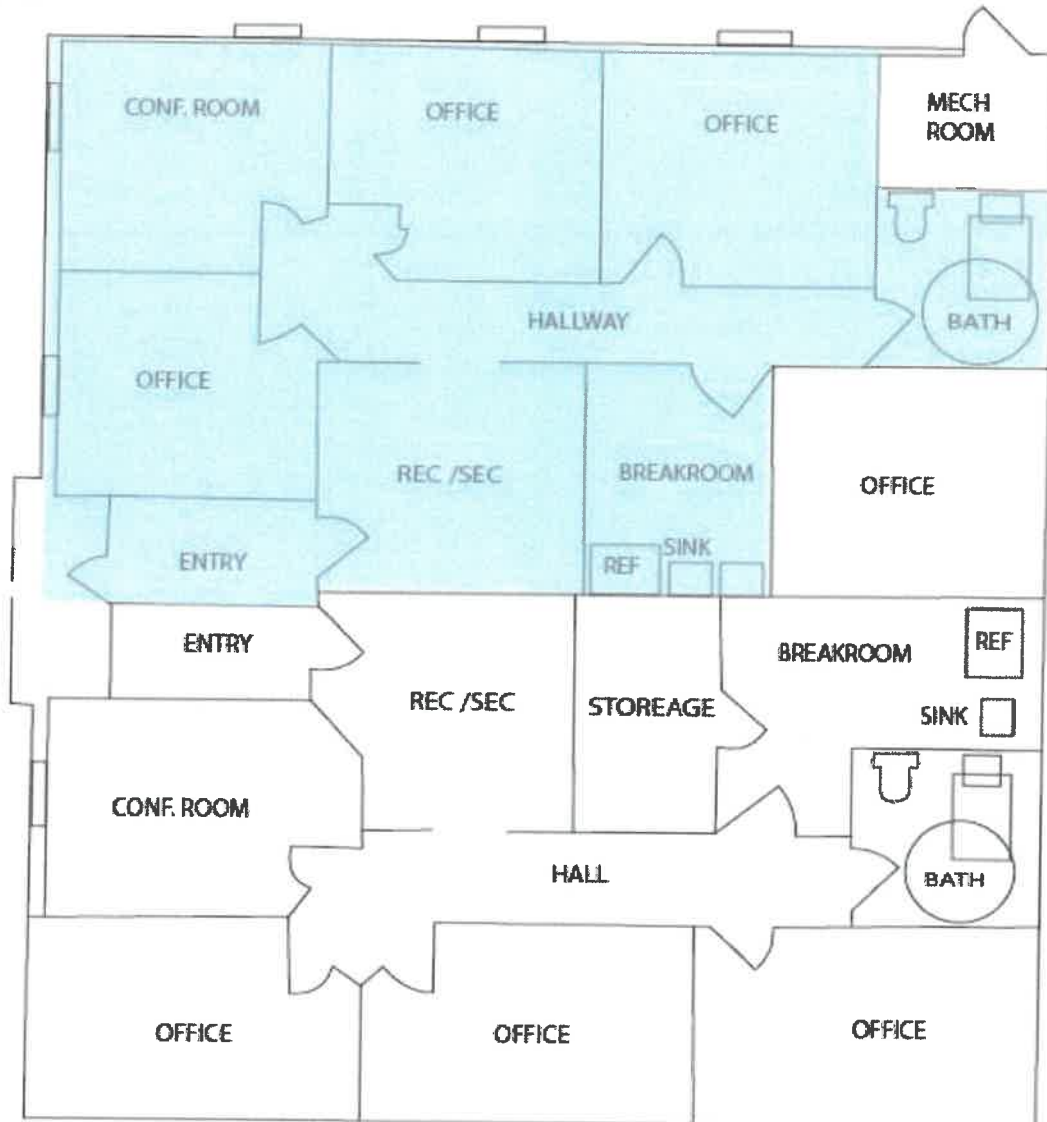 CONF. ROOM
OFFICE
OFFICE
MECH
ROOM
HALLWAY
BATH
OFFICE
REC /SEC
BREAKROOM
OFFICE
ENTRY
REF
SINK
ENTRY
REC /SEC
STOREAGE
BREAKROOM
REF
SINK
CONF. ROOM
HALL
BATH
OFFICE
OFFICE
OFFICE